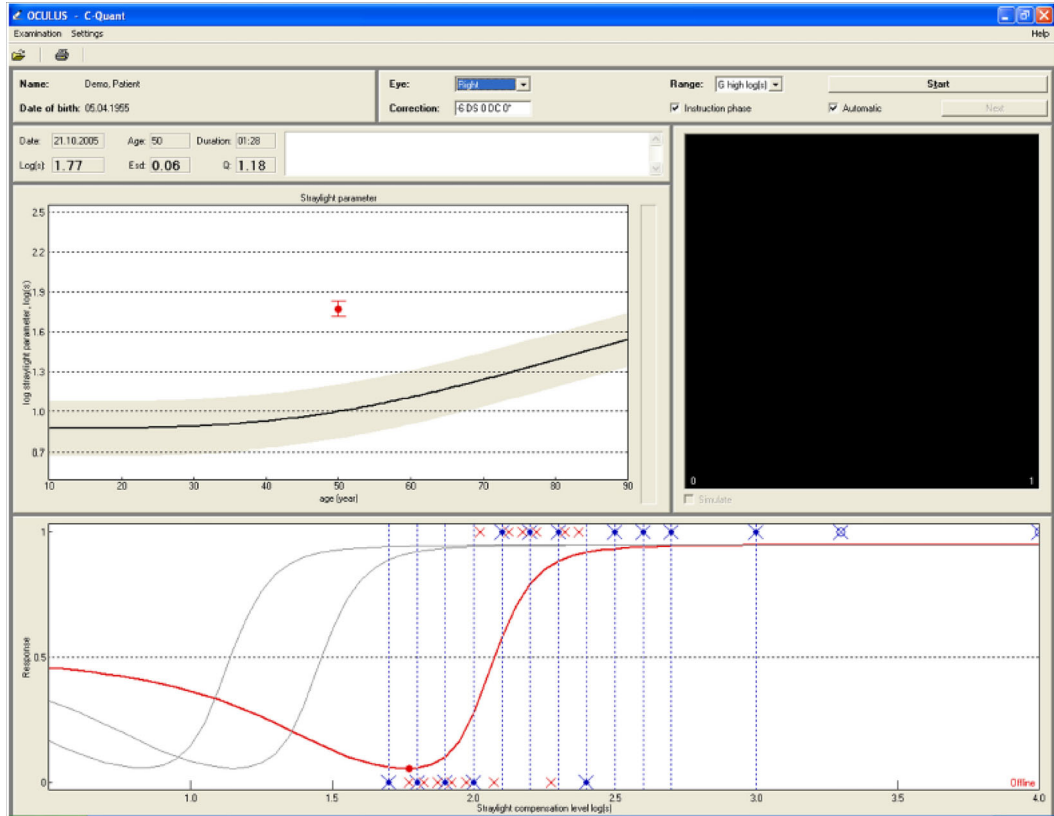 OCULUS - C-Quant
Examination Settings Help
Name: Demo, Patient Eye: Right Range: G high log(s) Start
Date of birth: 05.04.1955 Correction: -6 DS 0 DC 0° Instruction phase Automatic Next
Date: 21.10.2005 Age: 50 Duration: 01:28
Log(s): 1.77 Esd: 0.06 Q: 1.18
Straylight parameter
log straylight parameter, log(s)
2.5
2.2
1.9
1.6
1.3
1.0
0.7
10 20 30 40 50 60 70 80 90
age (year)
0 1
Simulate
Response
1
0.5
0
Offline
1.0 1.5 2.0 2.5 3.0 3.5 4.0
Straylight compensation level log(s)